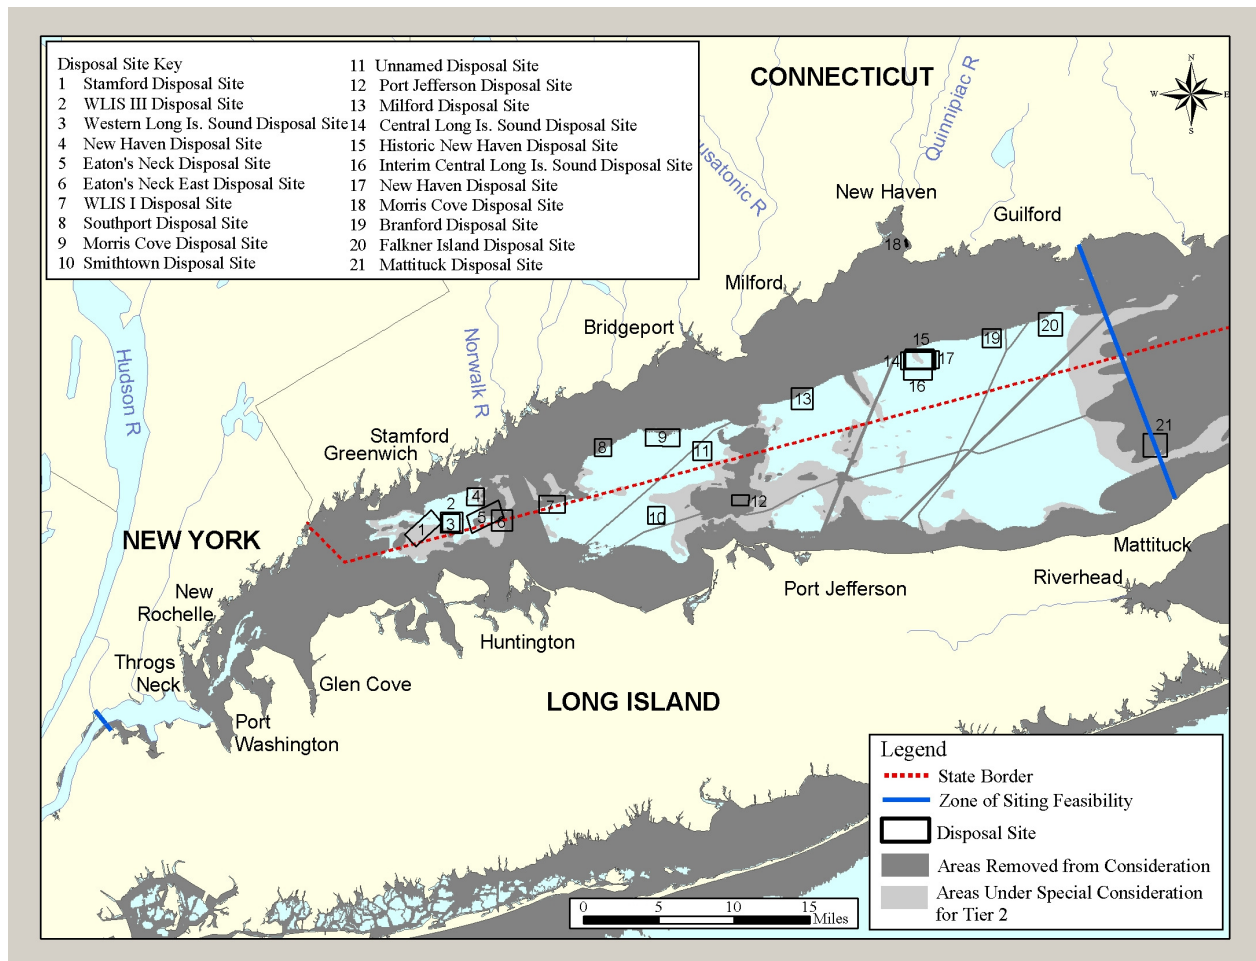 Disposal Site Key
1 Stamford Disposal Site
2 WLIS III Disposal Site
3 Western Long Is. Sound Disposal Site
4 New Haven Disposal Site
5 Eaton's Neck Disposal Site
6 Eaton's Neck East Disposal Site
7 WLIS I Disposal Site
8 Southport Disposal Site
9 Morris Cove Disposal Site
10 Smithtown Disposal Site
11 Unnamed Disposal Site
12 Port Jefferson Disposal Site
13 Milford Disposal Site
14 Central Long Is. Sound Disposal Site
15 Historic New Haven Disposal Site
16 Interim Central Long Is. Sound Disposal Site
17 New Haven Disposal Site
18 Morris Cove Disposal Site
19 Branford Disposal Site
20 Falkner Island Disposal Site
21 Mattituck Disposal Site
CONNECTICUT
N
W
E
S
Quinnipiac R
usatonic R
New Haven
Guilford
18
Milford
Bridgeport
Norwalk R
Hudson R
20
19
15
14
17
16
13
21
Stamford
Greenwich
8
9
11
12
10
7
4
2
5
6
3
1
NEW YORK
Mattituck
Riverhead
Port Jefferson
New
Rochelle
Huntington
Throgs
Neck
Glen Cove
LONG ISLAND
Port
Washington
Legend
State Border
Zone of Siting Feasibility
Disposal Site
Areas Removed from Consideration
Areas Under Special Consideration
for Tier 2
0 5 10 15
Miles